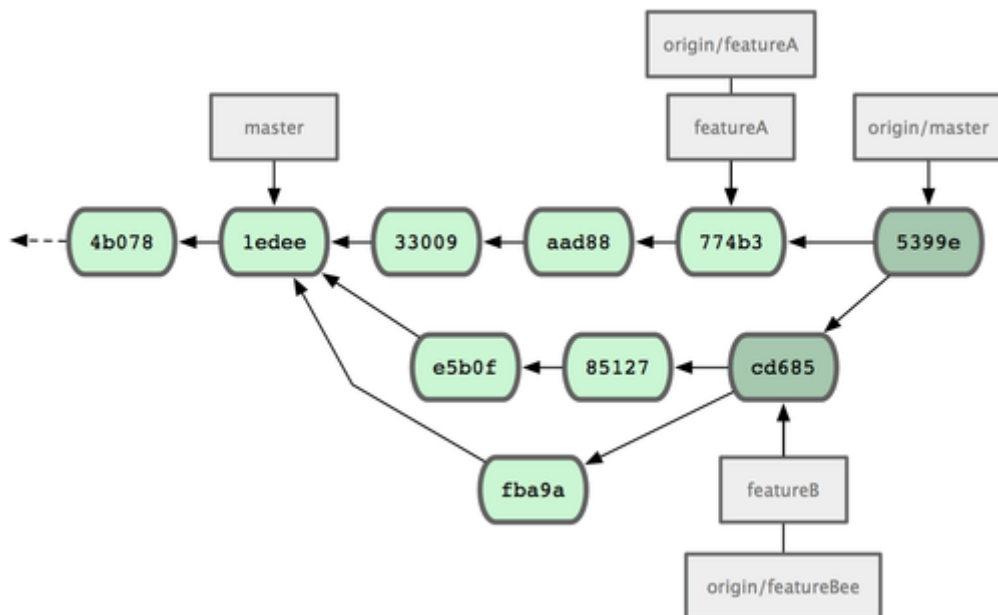 origin/featureA
master
featureA
origin/master
4b078
1edee
33009
aad88
774b3
5399e
e5b0f
85127
cd685
fba9a
featureB
origin/featureBee